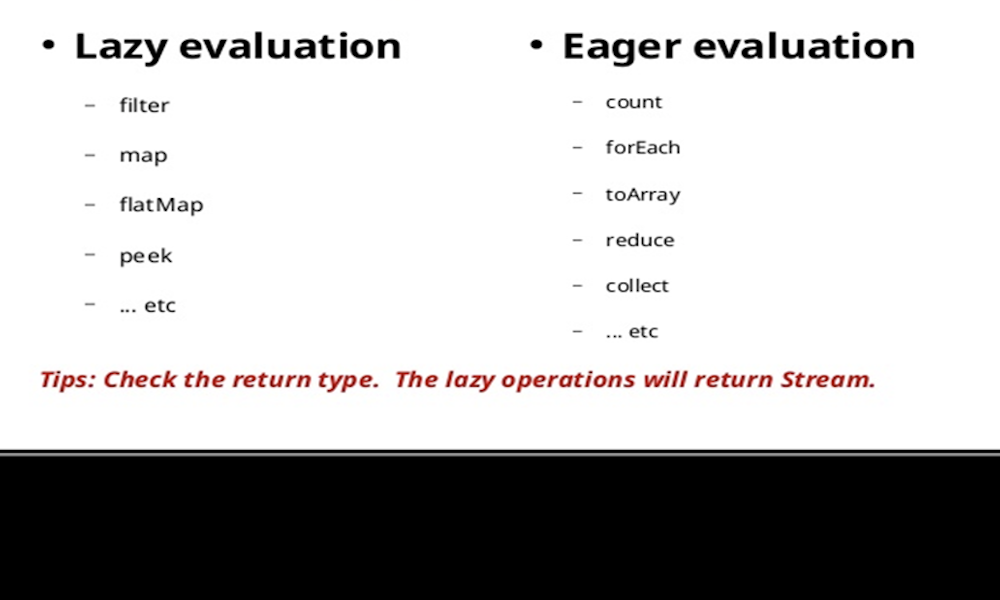 • Lazy evaluation
– filter
– map
– flatMap
– peek
– ... etc
• Eager evaluation
– count
– forEach
– toArray
– reduce
– collect
– ... etc
Tips: Check the return type. The lazy operations will return Stream.